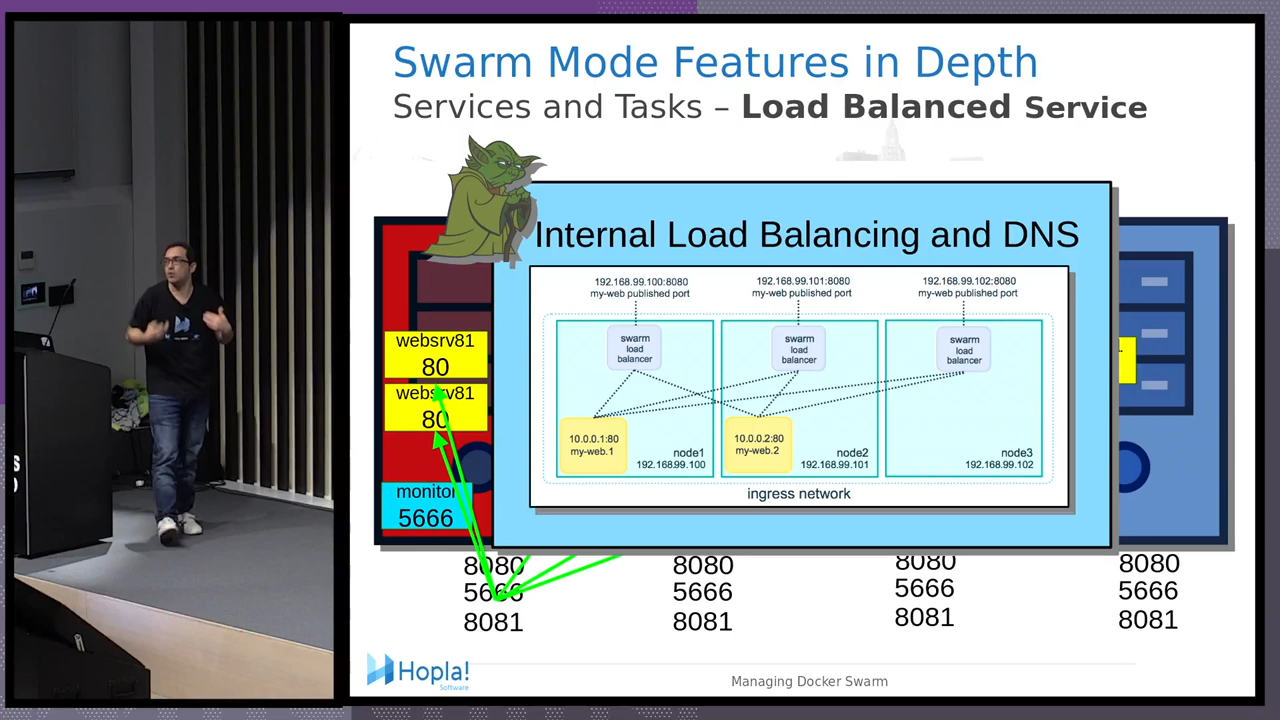 Swarm Mode Features in Depth
Services and Tasks – Load Balanced Service
Internal Load Balancing and DNS
192.168.99.100:8080
my-web published port
192.168.99.101:8080
my-web published port
192.168.99.102:8080
my-web published port
swarm
load
balancer
swarm
load
balancer
swarm
load
balancer
10.0.0.1:80
my-web.1
node1
192.168.99.100
10.0.0.2:80
my-web.2
node2
192.168.99.101
node3
192.168.99.102
ingress network
websrv81
80
websrv81
80
monitor
5666
8080
5666
8081
8080
5666
8081
8080
5666
8081
8080
5666
8081
Hopla!
Software
Managing Docker Swarm